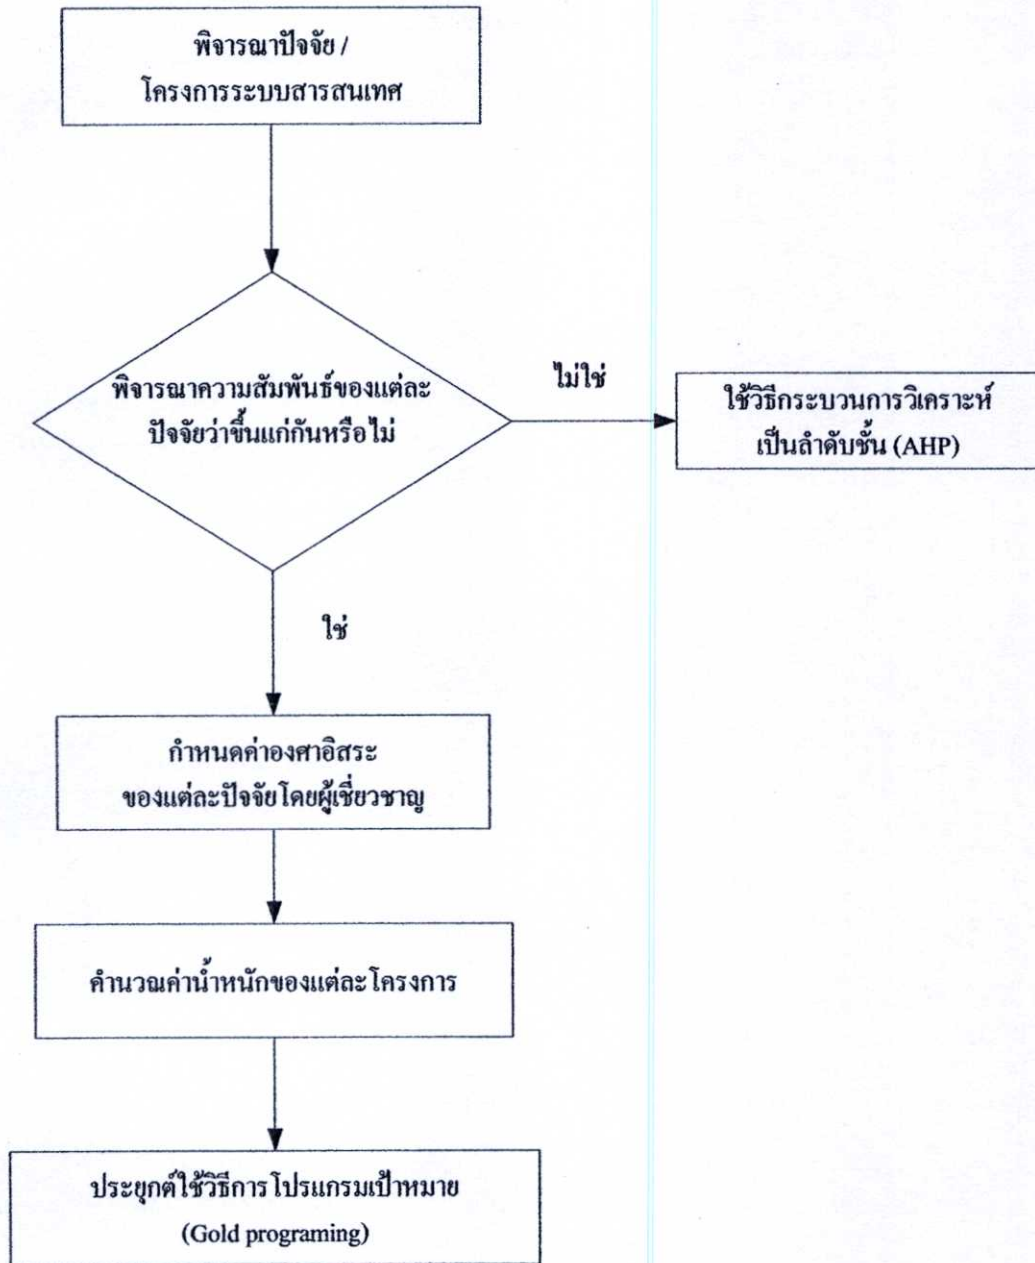 พิจารณาปัจจัย /
โครงการระบบสารสนเทศ
พิจารณาความสัมพันธ์ของแต่ละ
ปัจจัยว่าขึ้นแก่กันหรือไม่
ไม่ใช่
ใช้วิธีกระบวนการวิเคราะห์
เป็นลำดับชั้น (AHP)
ใช่
กำหนดค่าองศาอิสระ
ของแต่ละปัจจัยโดยผู้เชี่ยวชาญ
คำนวณค่าน้ำหนักของแต่ละโครงการ
ประยุกต์ใช้วิธีการโปรแกรมเป้าหมาย
(Gold programing)